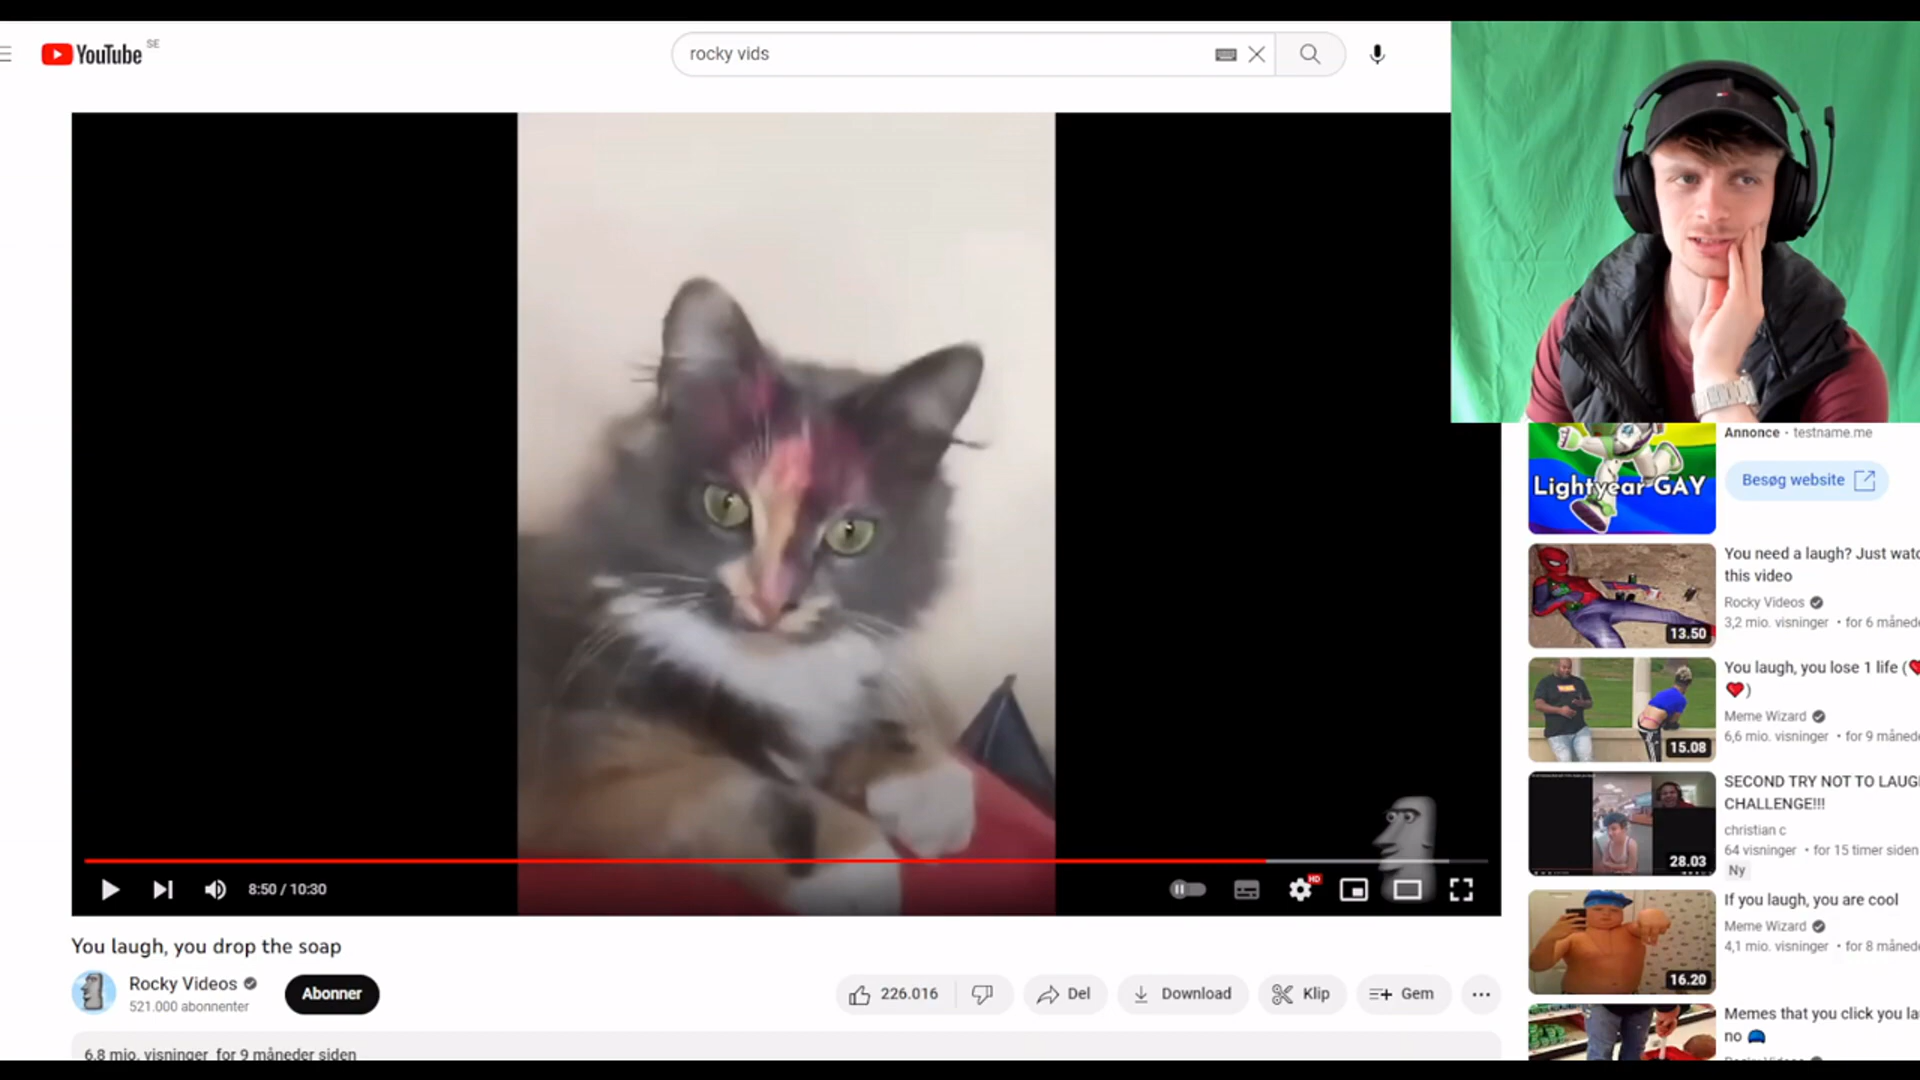 YouTube SE
rocky vids
8:50 / 10:30
HD
You laugh, you drop the soap
Rocky Videos
521.000 abonnenter
Abonner
226.016
Del
Download
Klip
Gem
6,8 mio. visninger for 9 måneder siden
Lightyear GAY
Annonce · testname.me
Besøg website
You need a laugh? Just watc
this video
Rocky Videos
3,2 mio. visninger • for 6 månede
13.50
You laugh, you lose 1 life (❤
❤)
Meme Wizard
6,6 mio. visninger • for 9 månede
15.08
SECOND TRY NOT TO LAUG
CHALLENGE!!!
christian c
64 visninger • for 15 timer siden
Ny
28.03
If you laugh, you are cool
Meme Wizard
4,1 mio. visninger • for 8 månede
16.20
Memes that you click you la
no 🧢